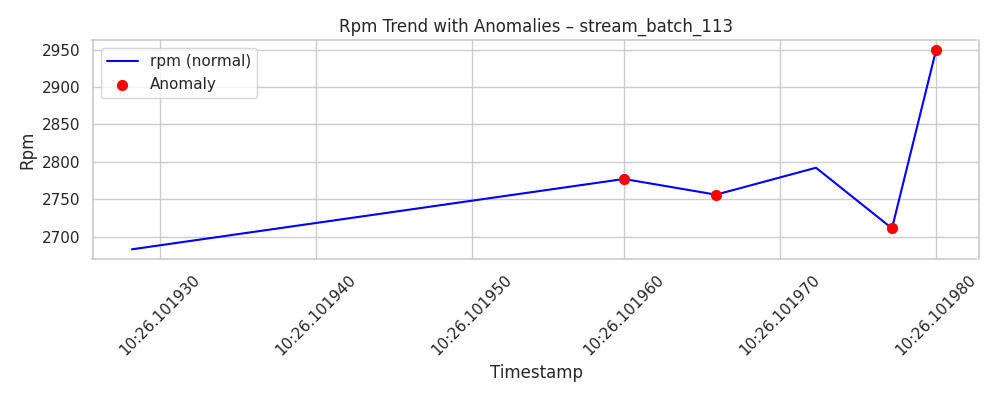 Rpm Trend with Anomalies – stream_batch_113
rpm (normal)
Anomaly
Rpm
2950
2900
2850
2800
2750
2700
10:26.101930
10:26.101940
10:26.101950
10:26.101960
10:26.101970
10:26.101980
Timestamp